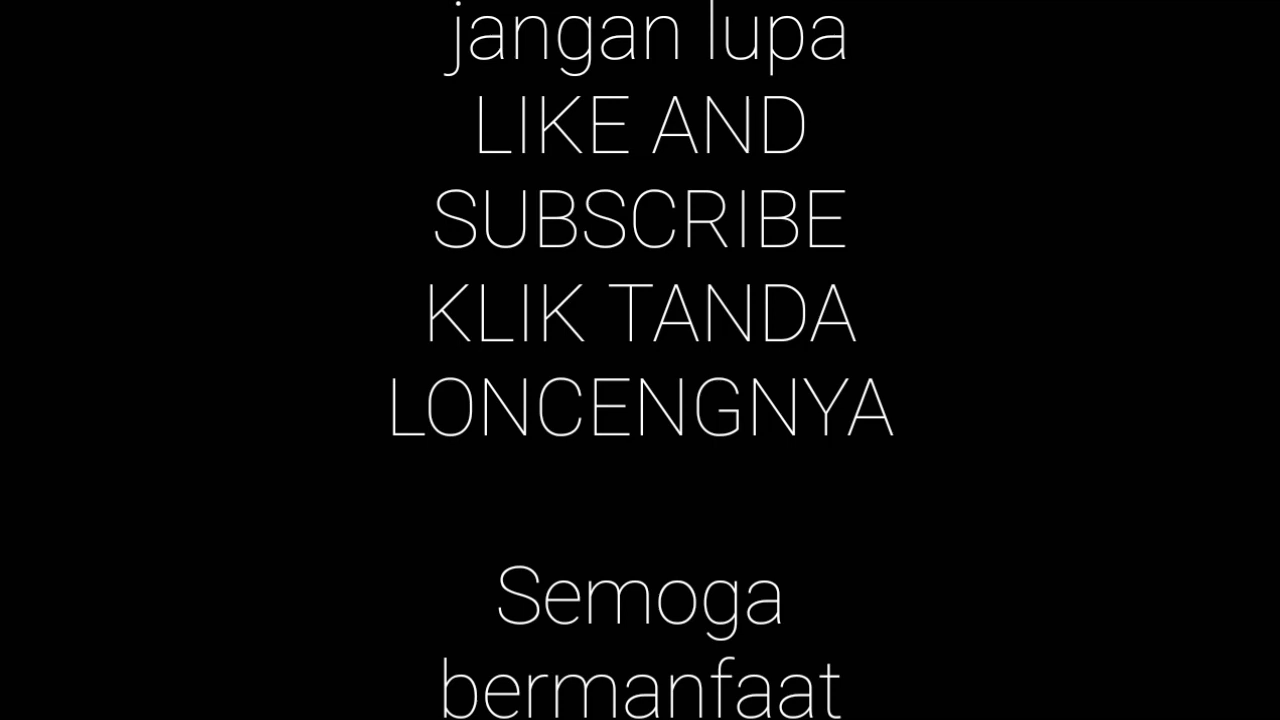 jangan lupa
LIKE AND
SUBSCRIBE
KLIK TANDA
LONCENGNYA
Semoga
bermanfaat